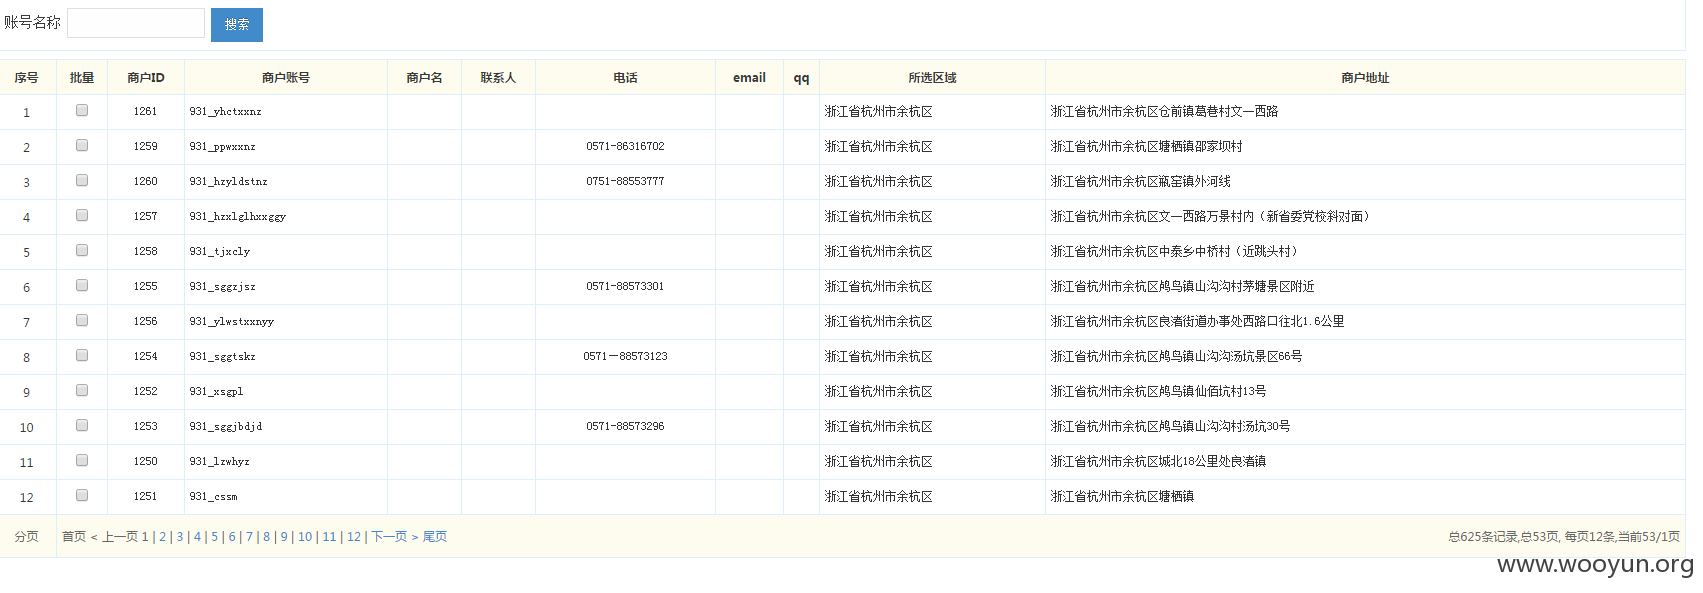 账号名称 搜索
序号 批量 商户ID 商户账号 商户名 联系人 电话 email qq 所选区域 商户地址
1 1261 931_yhctxxnz 浙江省杭州市余杭区 浙江省杭州市余杭区仓前镇葛巷村文一西路
2 1259 931_ppwxxnz 0571-86316702 浙江省杭州市余杭区 浙江省杭州市余杭区塘栖镇邵家坝村
3 1260 931_hzyldstnz 0751-88553777 浙江省杭州市余杭区 浙江省杭州市余杭区瓶窑镇外河线
4 1257 931_hzxlglhxxggy 浙江省杭州市余杭区 浙江省杭州市余杭区文一西路万景村内（新省委党校斜对面）
5 1258 931_tjxcly 浙江省杭州市余杭区 浙江省杭州市余杭区中泰乡中桥村（近跳头村）
6 1255 931_sggzjsz 0571-88573301 浙江省杭州市余杭区 浙江省杭州市余杭区鸬鸟镇山沟沟村茅塘景区附近
7 1256 931_ylwstxxnyy 浙江省杭州市余杭区 浙江省杭州市余杭区良渚街道办事处西路口往北1.6公里
8 1254 931_sggtskz 0571－88573123 浙江省杭州市余杭区 浙江省杭州市余杭区鸬鸟镇山沟沟汤坑景区66号
9 1252 931_xsgpl 浙江省杭州市余杭区 浙江省杭州市余杭区鸬鸟镇仙佰坑村13号
10 1253 931_sggjbdjd 0571-88573296 浙江省杭州市余杭区 浙江省杭州市余杭区鸬鸟镇山沟沟村汤坑30号
11 1250 931_lzwhyz 浙江省杭州市余杭区 浙江省杭州市余杭区城北18公里处良渚镇
12 1251 931_cssm 浙江省杭州市余杭区 浙江省杭州市余杭区塘栖镇
分页 首页 < 上一页 1 | 2 | 3 | 4 | 5 | 6 | 7 | 8 | 9 | 10 | 11 | 12 | 下一页 > 尾页 总625条记录,总53页, 每页12条,当前53/1页
www.wooyun.org